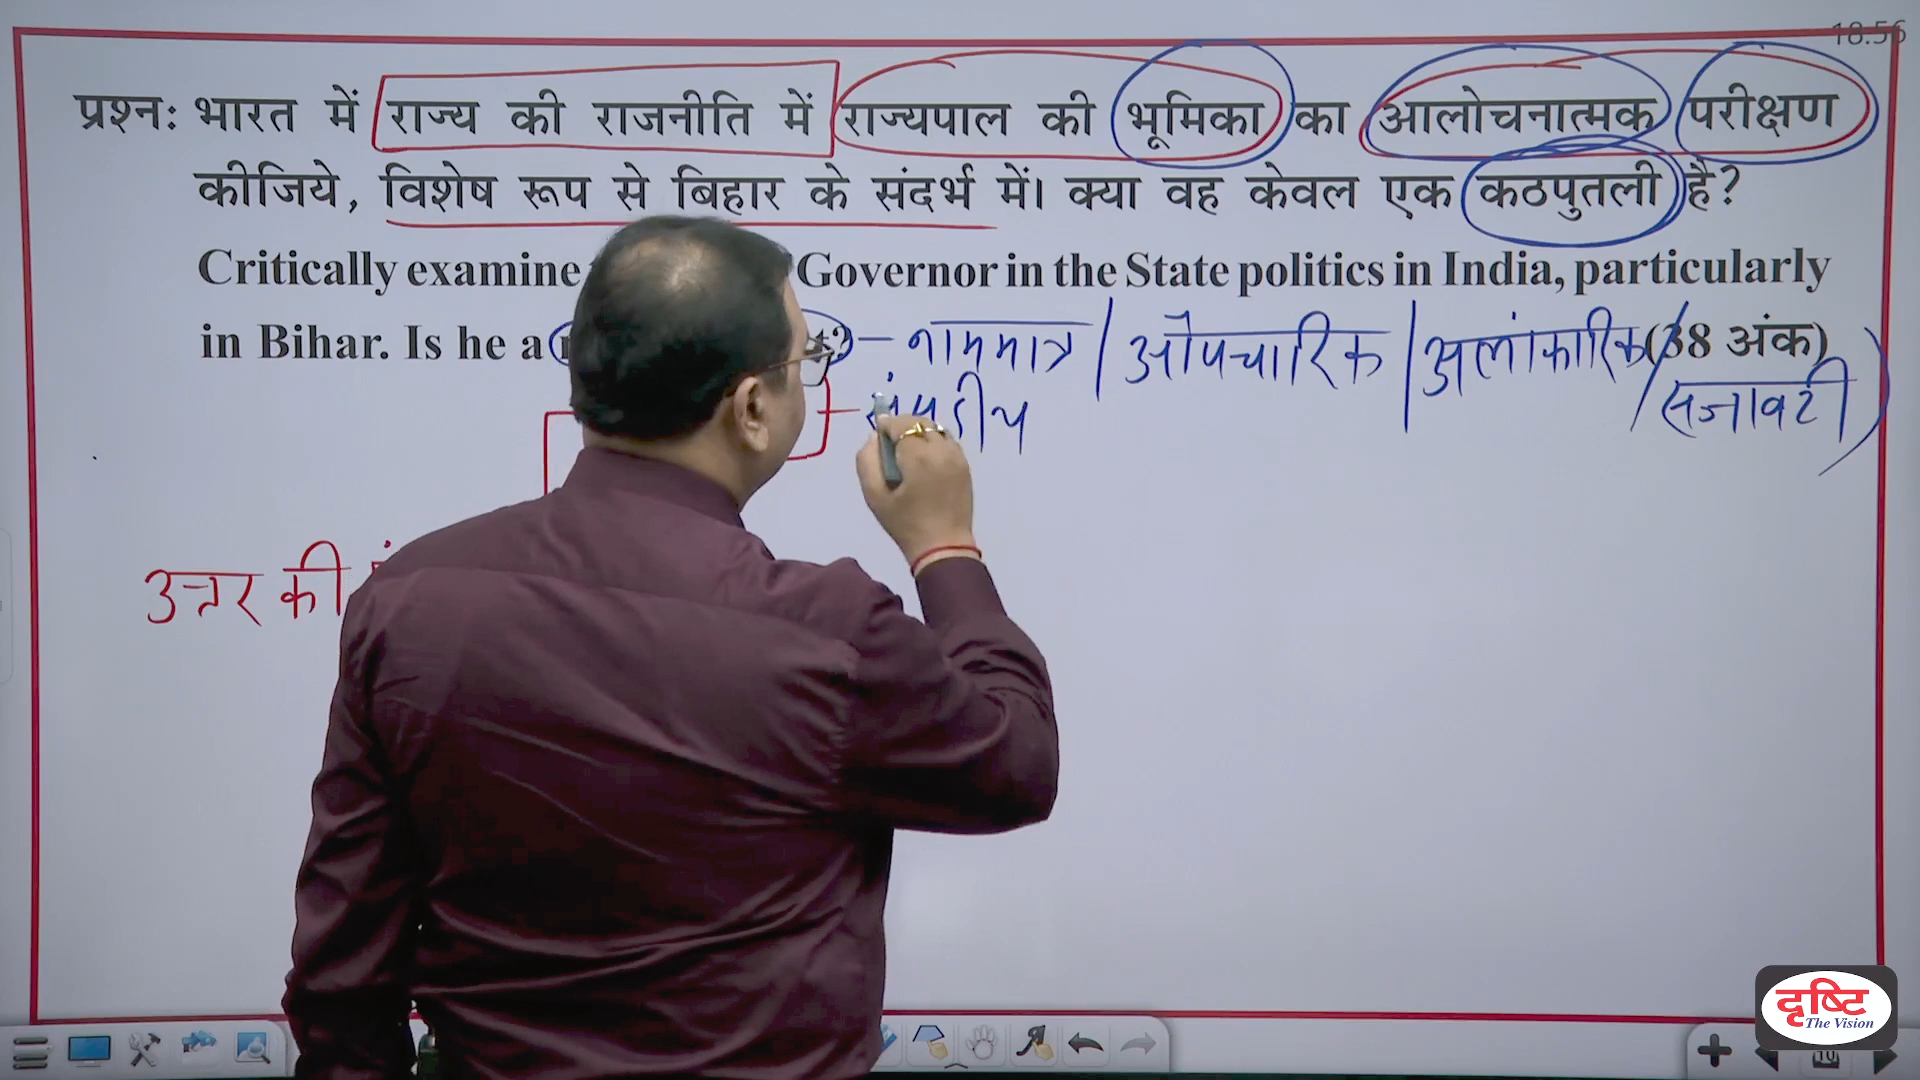 18:56
प्रश्न: भारत में राज्य की राजनीति में राज्यपाल की भूमिका का आलोचनात्मक परीक्षण
कीजिये, विशेष रूप से बिहार के संदर्भ में। क्या वह केवल एक कठपुतली है?
Critically examine Governor in the State politics in India, particularly
in Bihar. Is he a ?
(38 अंक)
नाममात्र / औपचारिक / अलंकारिक /
सजावटी )
संसदीय
उत्तर की
दृष्टि
The Vision
10